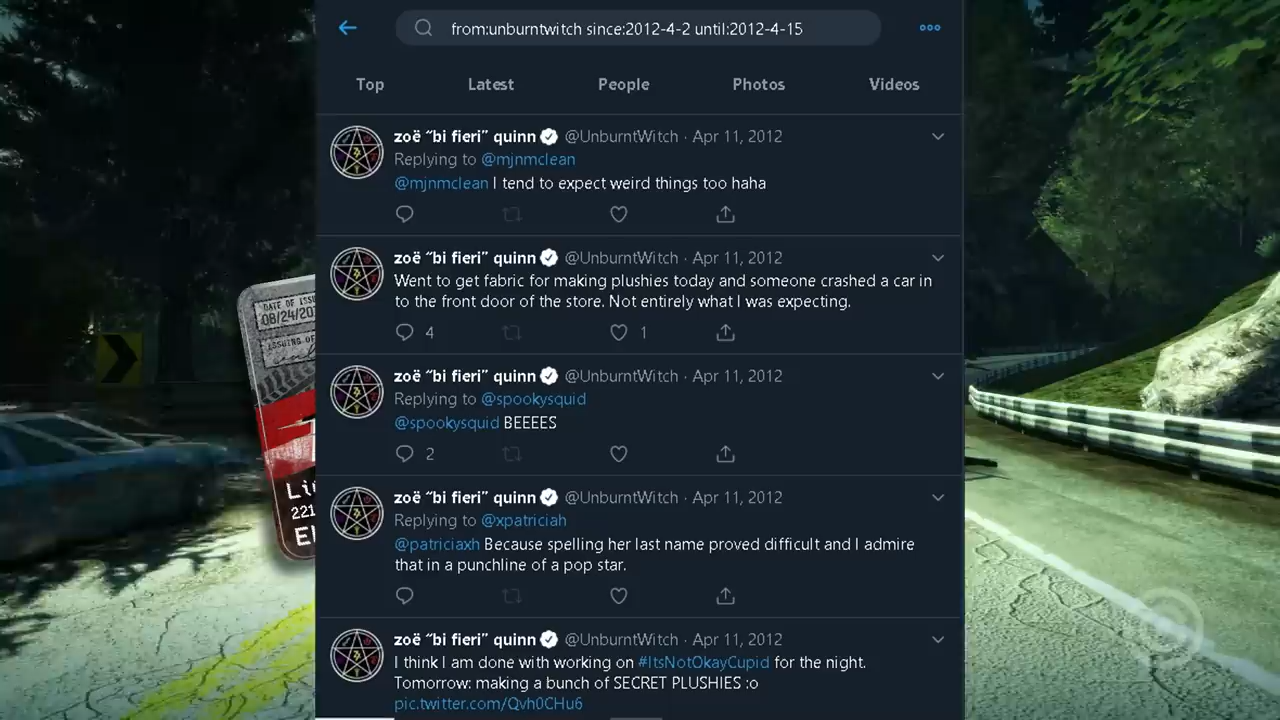 from:unburntwitch since:2012-4-2 until:2012-4-15
Top Latest People Photos Videos
zoë “bi fieri” quinn @UnburntWitch · Apr 11, 2012
Replying to @mjnmclean
@mjnmclean I tend to expect weird things too haha
zoë “bi fieri” quinn @UnburntWitch · Apr 11, 2012
Went to get fabric for making plushies today and someone crashed a car in
to the front door of the store. Not entirely what I was expecting.
4 1
zoë “bi fieri” quinn @UnburntWitch · Apr 11, 2012
Replying to @spookysquid
@spookysquid BEEEES
2
zoë “bi fieri” quinn @UnburntWitch · Apr 11, 2012
Replying to @xpatriciah
@patriciaxh Because spelling her last name proved difficult and I admire
that in a punchline of a pop star.
zoë “bi fieri” quinn @UnburntWitch · Apr 11, 2012
I think I am done with working on #ItsNotOkayCupid for the night.
Tomorrow: making a bunch of SECRET PLUSHIES :o
pic.twitter.com/Qvh0CHu6
DATE OF
08/24/20
221